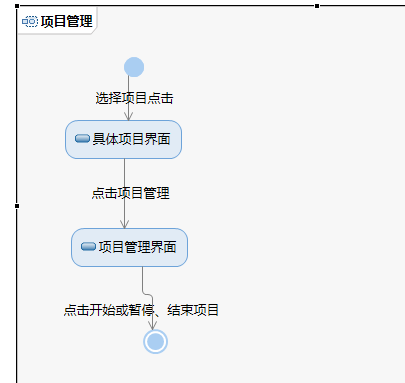 项目管理
选择项目点击
具体项目界面
点击项目管理
项目管理界面
点击开始或暂停、结束项目